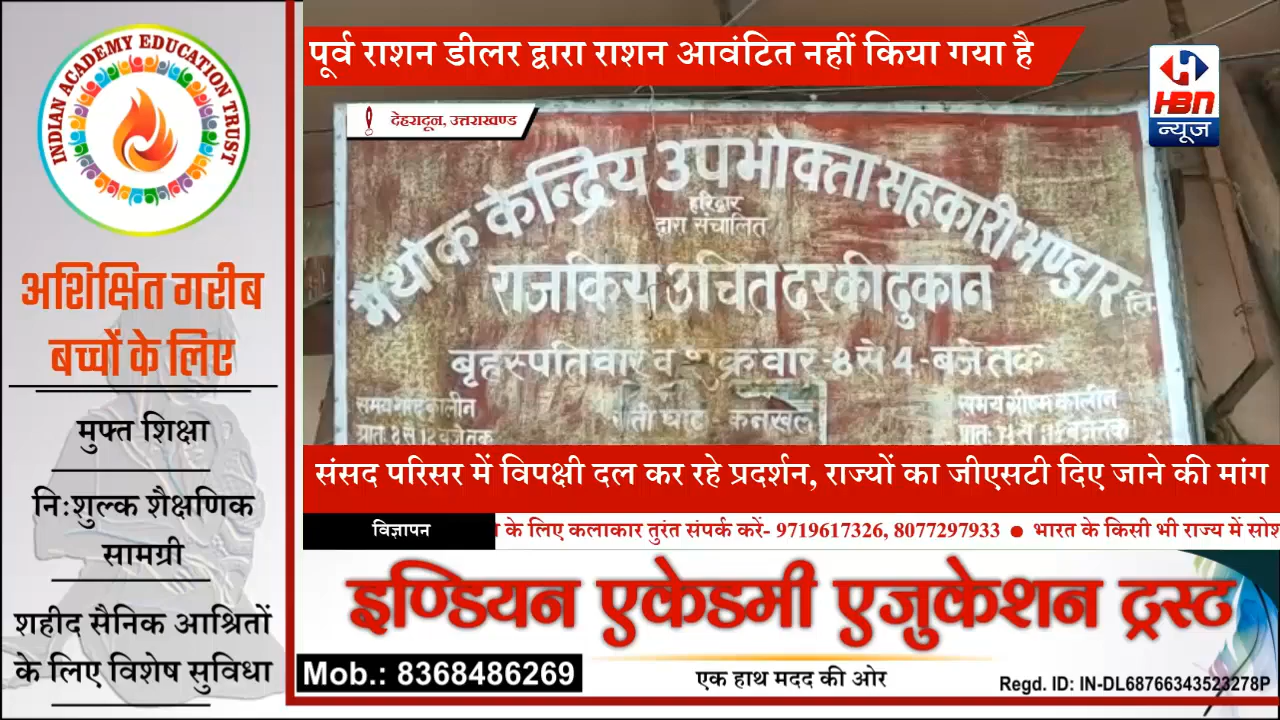 INDIAN ACADEMY EDUCATION TRUST
अशिक्षित गरीब
बच्चों के लिए
मुफ्त शिक्षा
निःशुल्क शैक्षणिक
सामग्री
शहीद सैनिक आश्रितों
के लिए विशेष सुविधा
पूर्व राशन डीलर द्वारा राशन आवंटित नहीं किया गया है
HBN
न्यूज
देहरादून, उत्तराखण्ड
थोक केन्द्रिय उपभोक्ता सहकारी भण्डार लि.
हरिद्वार
द्वारा संचालित
राजकिय उचित दर की दुकान
बृहस्पतिवार व शुक्रवार-8 से 4-बजे तक
घाट कनखल
समय ग्रीष्म कालीन
प्रातः
संसद परिसर में विपक्षी दल कर रहे प्रदर्शन, राज्यों का जीएसटी दिए जाने की मांग
विज्ञापन
के लिए कलाकार तुरंत संपर्क करें- 9719617326, 8077297933 ● भारत के किसी भी राज्य में सोश
इण्डियन एकेडमी एजुकेशन ट्रस्ट
Mob.: 8368486269
एक हाथ मदद की ओर
Regd. ID: IN-DL68766343523278P